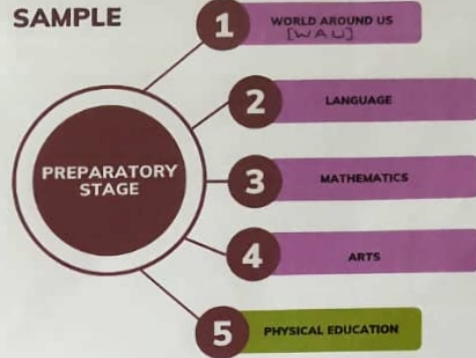 SAMPLE
1
WORLD AROUND US
[WAU]
2
LANGUAGE
PREPARATORY
STAGE
3
MATHEMATICS
4
ARTS
5
PHYSICAL EDUCATION